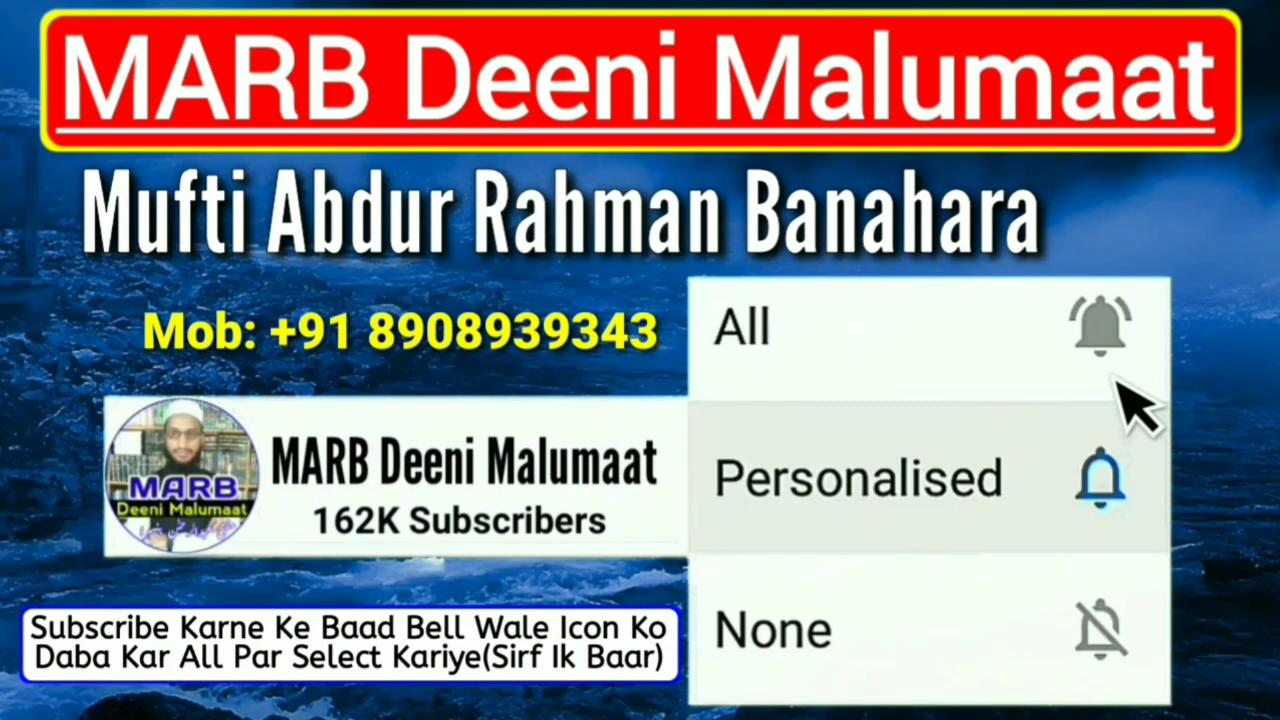 MARB Deeni Malumaat
Mufti Abdur Rahman Banahara
Mob: +91 8908939343
MARB Deeni Malumaat
162K Subscribers
MARB
Deeni Malumaat
Subscribe Karne Ke Baad Bell Wale Icon Ko
Daba Kar All Par Select Kariye(Sirf Ik Baar)
All
Personalised
None